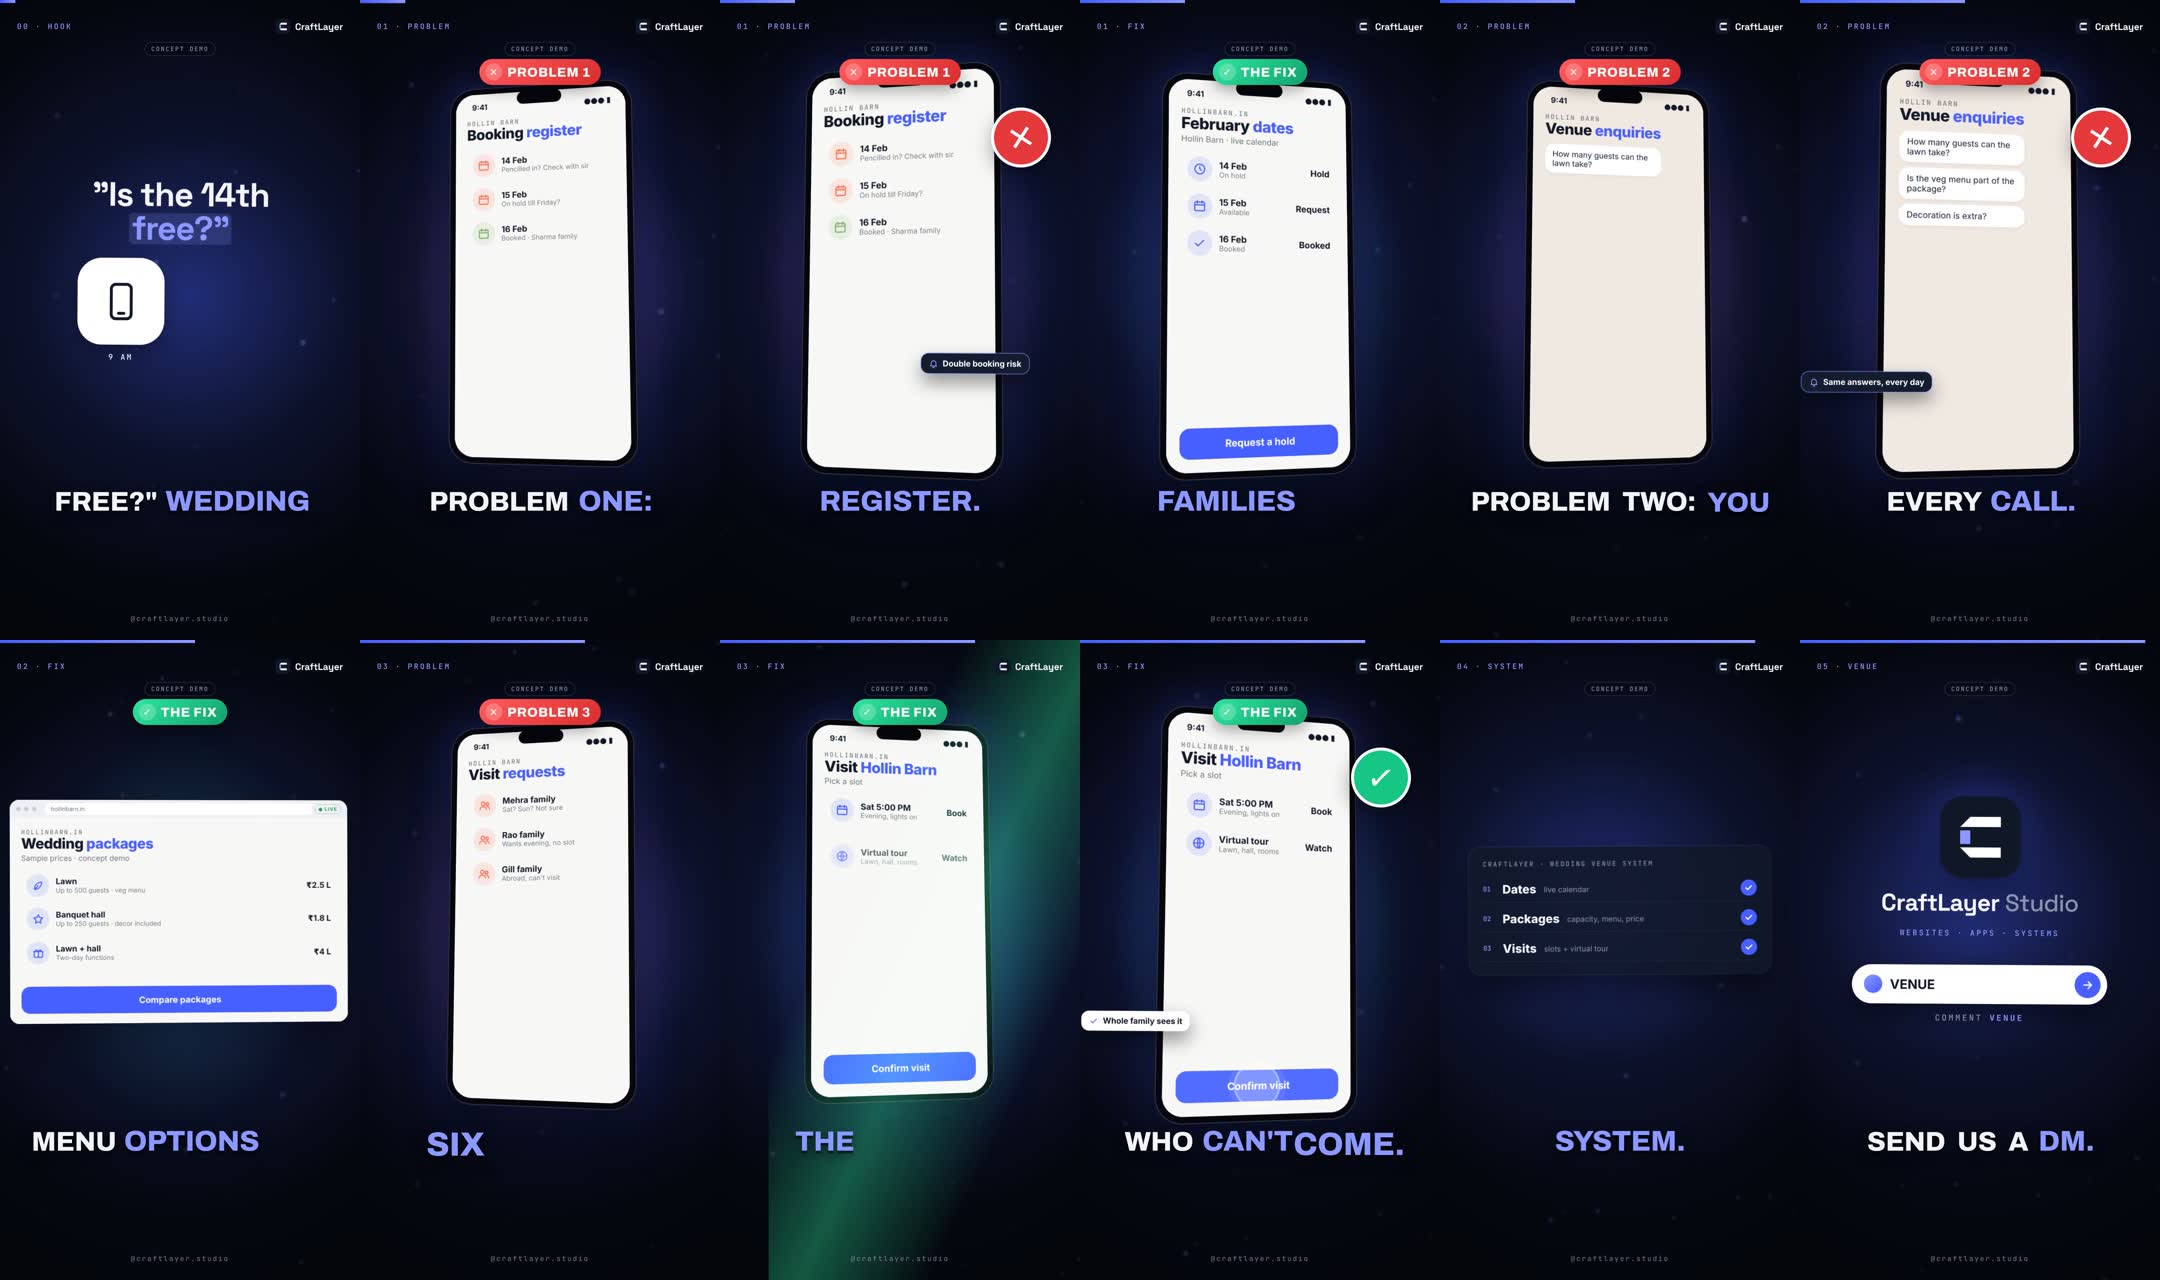 00 · HOOK
CraftLayer
CONCEPT DEMO
”Is the 14th
free?”
9 AM
FREE?" WEDDING
@craftlayer.studio
01 · PROBLEM
CraftLayer
CONCEPT DEMO
PROBLEM 1
9:41
HOLLIN BARN
Booking register
14 Feb
Pencilled in? Check with sir
15 Feb
On hold till Friday?
16 Feb
Booked · Sharma family
PROBLEM ONE:
@craftlayer.studio
01 · PROBLEM
CraftLayer
CONCEPT DEMO
PROBLEM 1
9:41
HOLLIN BARN
Booking register
14 Feb
Pencilled in? Check with sir
15 Feb
On hold till Friday?
16 Feb
Booked · Sharma family
Double booking risk
REGISTER.
@craftlayer.studio
01 · FIX
CraftLayer
CONCEPT DEMO
THE FIX
9:41
HOLLINBARN.IN
February dates
Hollin Barn · live calendar
14 Feb
On hold
Hold
15 Feb
Available
Request
16 Feb
Booked
Booked
Request a hold
FAMILIES
@craftlayer.studio
02 · PROBLEM
CraftLayer
CONCEPT DEMO
PROBLEM 2
9:41
HOLLIN BARN
Venue enquiries
How many guests can the
lawn take?
PROBLEM TWO: YOU
@craftlayer.studio
02 · PROBLEM
CraftLayer
CONCEPT DEMO
PROBLEM 2
9:41
HOLLIN BARN
Venue enquiries
How many guests can the
lawn take?
Is the veg menu part of the
package?
Decoration is extra?
Same answers, every day
EVERY CALL.
@craftlayer.studio
02 · FIX
CraftLayer
CONCEPT DEMO
THE FIX
hollinbarn.in
LIVE
HOLLINBARN.IN
Wedding packages
Sample prices · concept demo
Lawn
Up to 500 guests · veg menu
₹2.5 L
Banquet hall
Up to 250 guests · decor included
₹1.8 L
Lawn + hall
Two-day functions
₹4 L
Compare packages
MENU OPTIONS
@craftlayer.studio
03 · PROBLEM
CraftLayer
CONCEPT DEMO
PROBLEM 3
9:41
HOLLIN BARN
Visit requests
Mehra family
Sat? Sun? Not sure
Rao family
Wants evening, no slot
Gill family
Abroad, can't visit
SIX
@craftlayer.studio
03 · FIX
CraftLayer
CONCEPT DEMO
THE FIX
9:41
HOLLINBARN.IN
Visit Hollin Barn
Pick a slot
Sat 5:00 PM
Evening, lights on
Book
Virtual tour
Lawn, hall, rooms
Watch
Confirm visit
THE
@craftlayer.studio
03 · FIX
CraftLayer
CONCEPT DEMO
THE FIX
9:41
HOLLINBARN.IN
Visit Hollin Barn
Pick a slot
Sat 5:00 PM
Evening, lights on
Book
Virtual tour
Lawn, hall, rooms
Watch
Whole family sees it
Confirm visit
WHO CAN'T COME.
@craftlayer.studio
04 · SYSTEM
CraftLayer
CONCEPT DEMO
CRAFTLAYER · WEDDING VENUE SYSTEM
01 Dates live calendar
02 Packages capacity, menu, price
03 Visits slots + virtual tour
SYSTEM.
@craftlayer.studio
05 · VENUE
CraftLayer
CONCEPT DEMO
CraftLayer Studio
WEBSITES · APPS · SYSTEMS
VENUE
COMMENT VENUE
SEND US A DM.
@craftlayer.studio